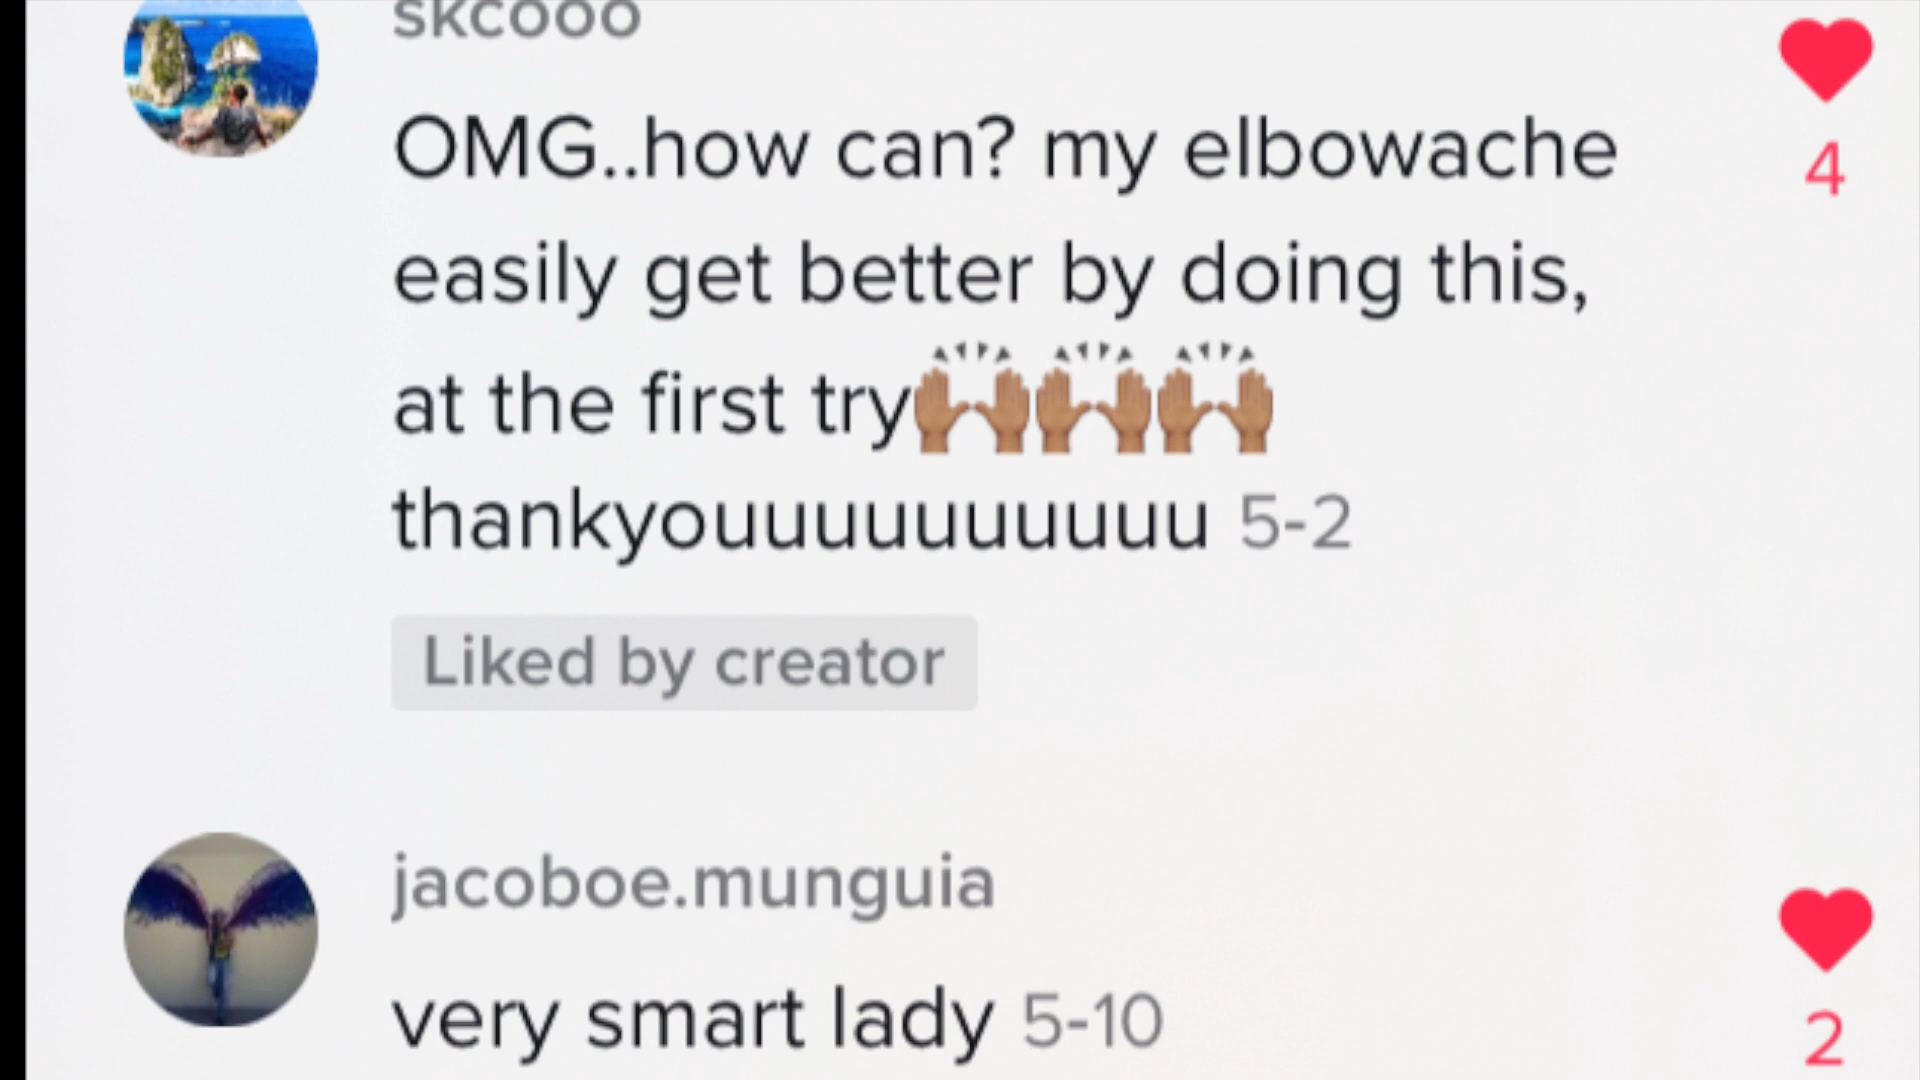 skcooo
OMG..how can? my elbowache
4
easily get better by doing this,
at the first try🙌🏽🙌🏽🙌🏽
thankyouuuuuuuuuu 5-2
Liked by creator
jacoboe.munguia
very smart lady 5-10
2